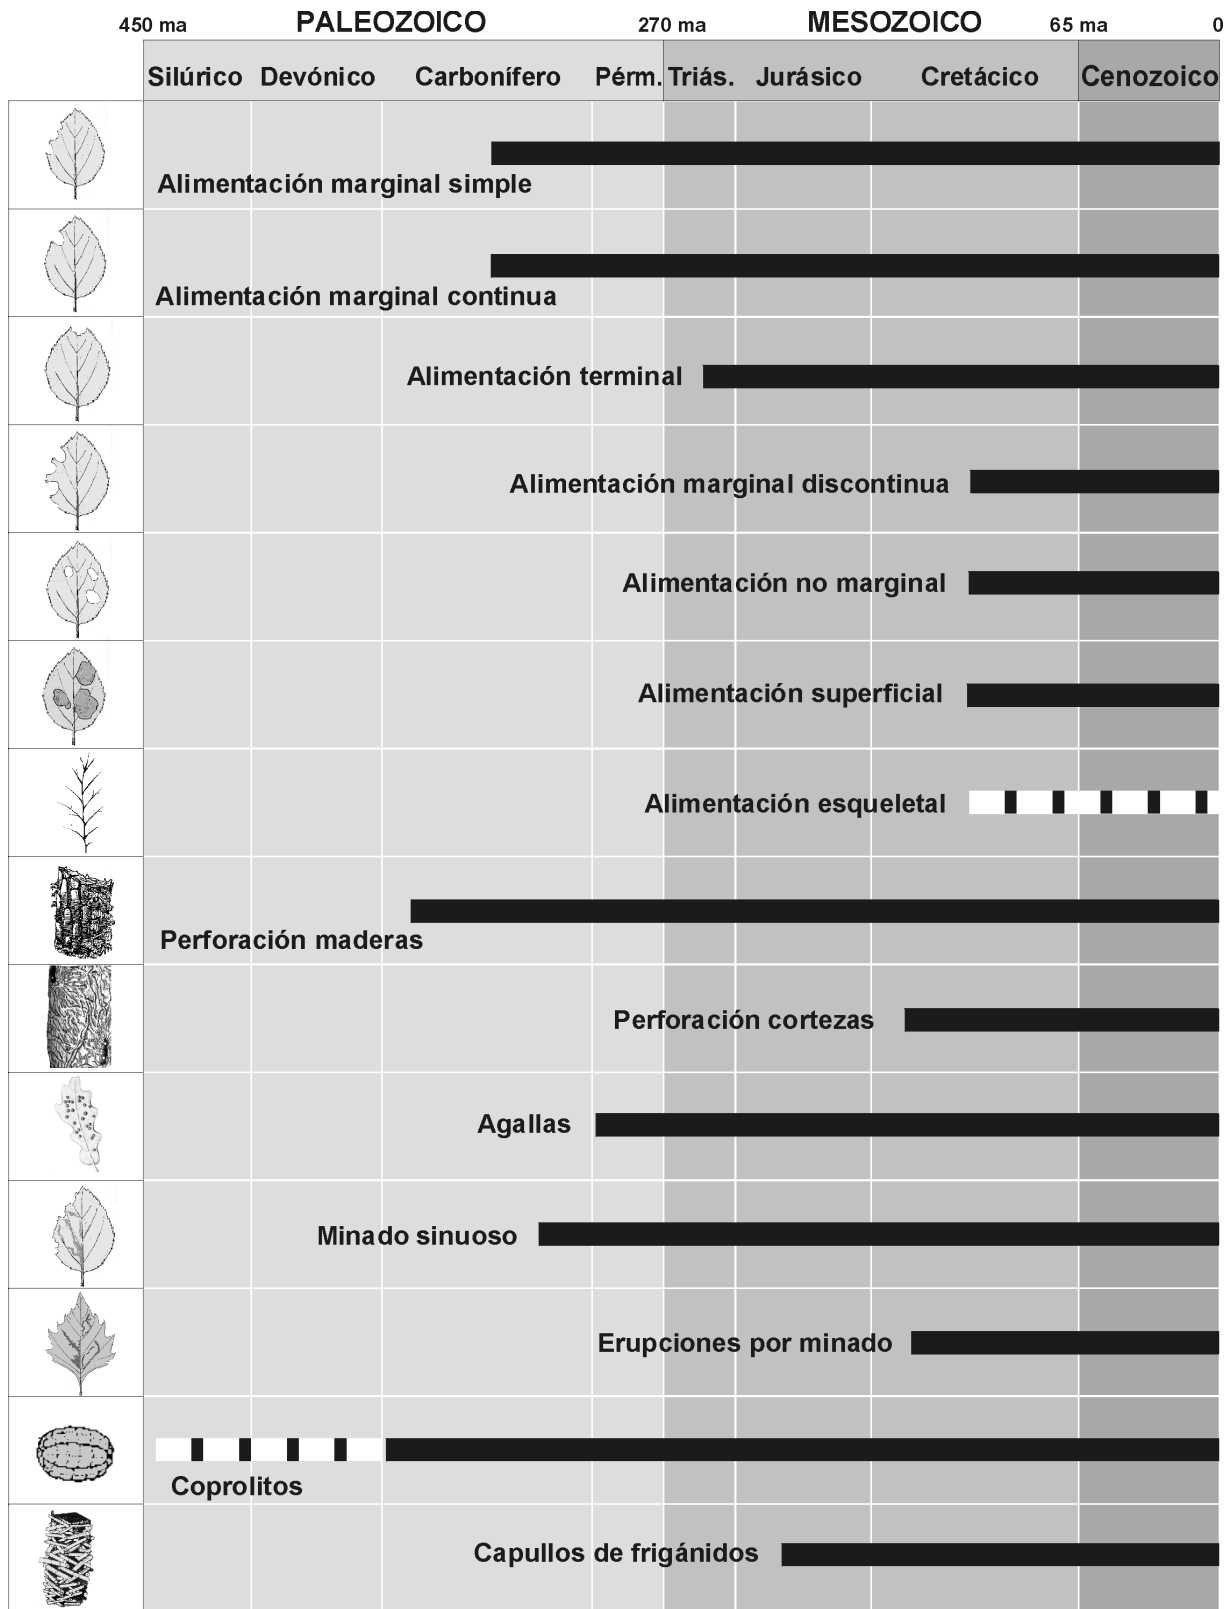 450 ma PALEOZOICO 270 ma MESOZOICO 65 ma 0
Silúrico Devónico Carbonífero Pérm. Triás. Jurásico Cretácico Cenozoico
Alimentación marginal simple
Alimentación marginal continua
Alimentación terminal
Alimentación marginal discontinua
Alimentación no marginal
Alimentación superficial
Alimentación esqueletal
Perforación maderas
Perforación cortezas
Agallas
Minado sinuoso
Erupciones por minado
Coprolitos
Capullos de frigánidos